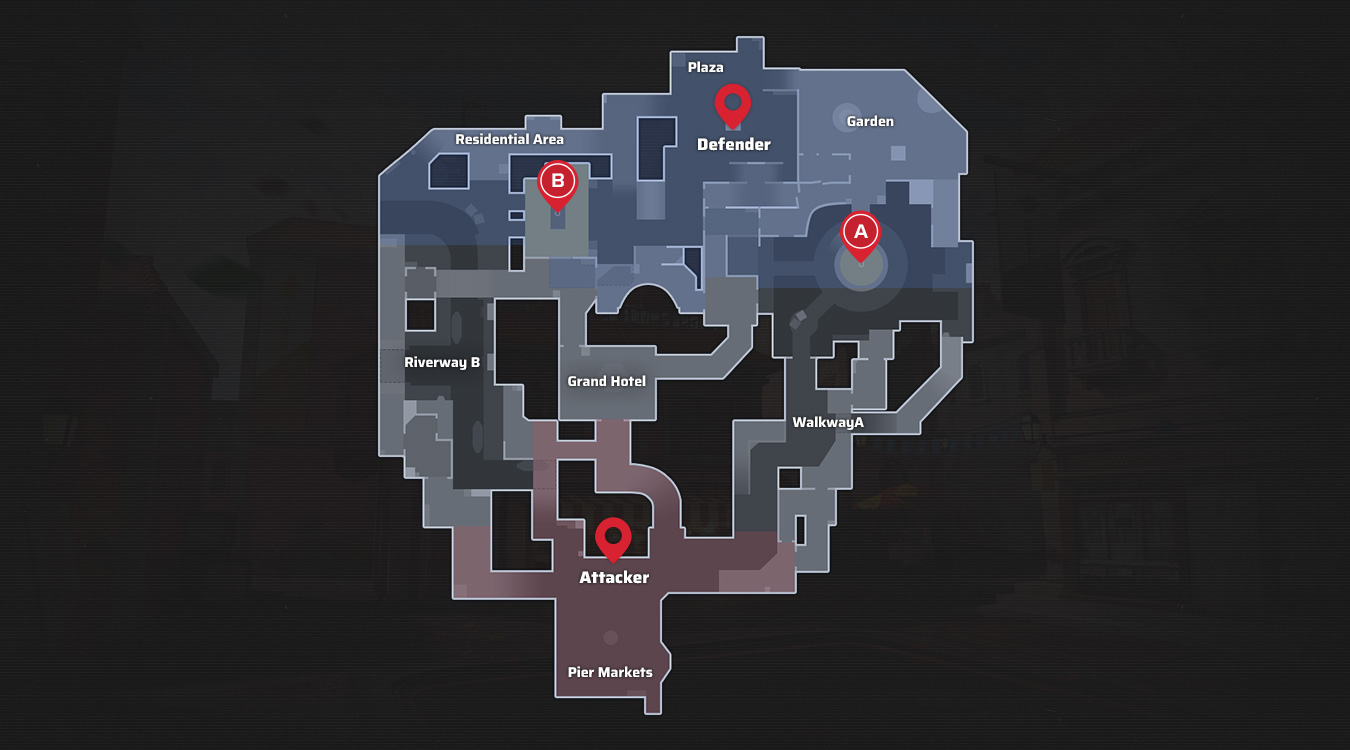 Plaza
Garden
Defender
Residential Area
B
A
Riverway B
Grand Hotel
WalkwayA
Attacker
Pier Markets